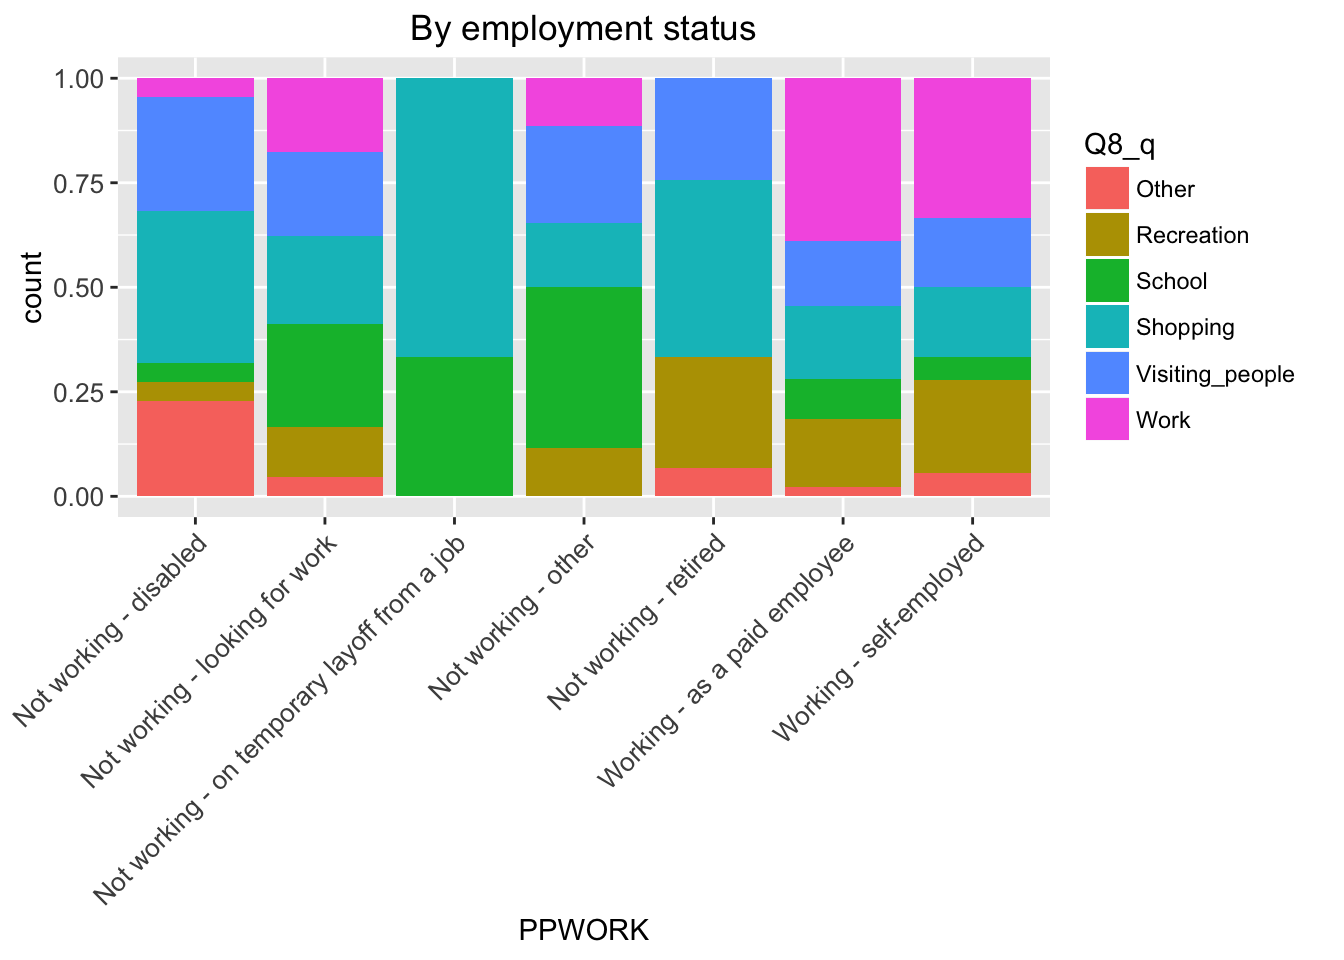 By employment status
count
1.00
0.75
0.50
0.25
0.00
Not working - disabled
Not working - looking for work
Not working - on temporary layoff from a job
Not working - other
Not working - retired
Working - as a paid employee
Working - self-employed
PPWORK
Q8_q
Other
Recreation
School
Shopping
Visiting_people
Work